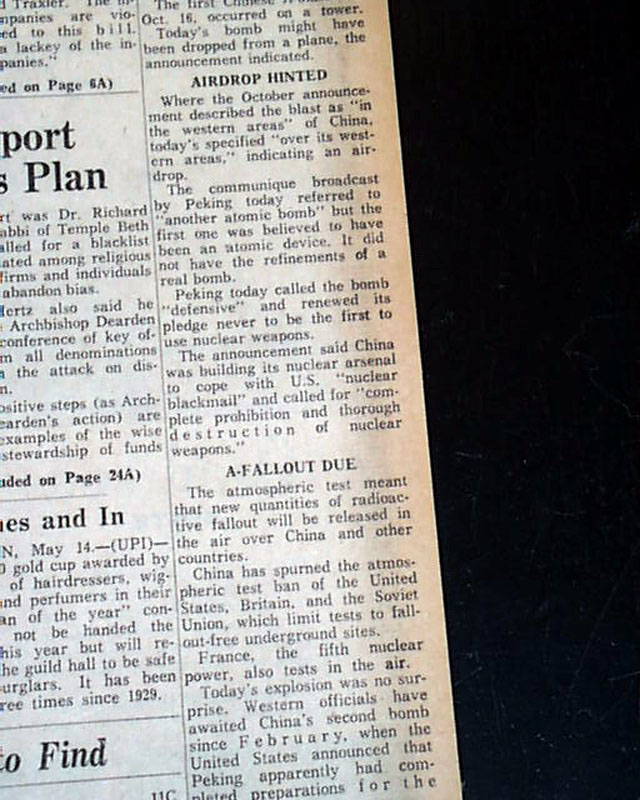 mpanies are vio-
ed to this bill.
a lackey of the in-
panies."
ed on Page 6A)
port
s Plan
rt was Dr. Richard
abbi of Temple Beth
alled for a blacklist
ated among religious
firms and individuals
abandon bias.
Hertz also said he
Archbishop Dearden
conference of key of-
m all denominations
n the attack on dis-
n.
ositive steps (as Arch-
earden's action) are
examples of the wise
stewardship of funds
uded on Page 24A)
es and In
N, May 14.—(UPI)—
0 gold cup awarded by
of hairdressers, wig-
and perfumers in their
an of the year" con-
not be handed the
his year but will re-
he guild hall to be safe
urglars. It has been
ree times since 1929.
to Find
11C
The first Chinese
Oct. 16, occurred on a tower.
Today's bomb might have
been dropped from a plane, the
announcement indicated.
AIRDROP HINTED
Where the October announce-
ment described the blast as "in
the western areas" of China,
today's specified "over its west-
ern areas," indicating an air-
drop.
The communique broadcast
by Peking today referred to
"another atomic bomb" but the
first one was believed to have
been an atomic device. It did
not have the refinements of a
real bomb.
Peking today called the bomb
"defensive" and renewed its
pledge never to be the first to
use nuclear weapons.
The announcement said China
was building its nuclear arsenal
to cope with U.S. "nuclear
blackmail" and called for "com-
plete prohibition and thorough
destruction of nuclear
weapons."
A-FALLOUT DUE
The atmospheric test meant
that new quantities of radioac-
tive fallout will be released in
the air over China and other
countries.
China has spurned the atmos-
pheric test ban of the United
States, Britain, and the Soviet
Union, which limit tests to fall-
out-free underground sites.
France, the fifth nuclear
power, also tests in the air.
Today's explosion was no sur-
prise. Western officials have
awaited China's second bomb
since February, when the
United States announced that
Peking apparently had com-
pleted preparations for the